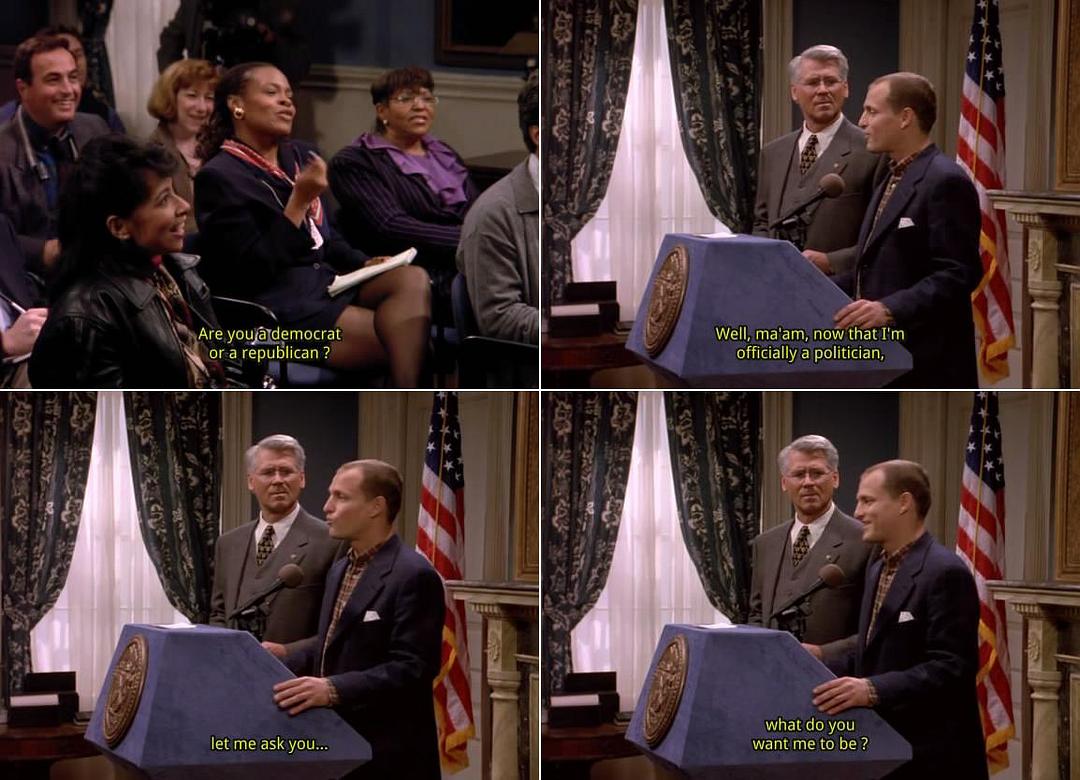 Are you a democrat
or a republican ?
Well, ma'am, now that I'm
officially a politician,
let me ask you...
what do you
want me to be ?